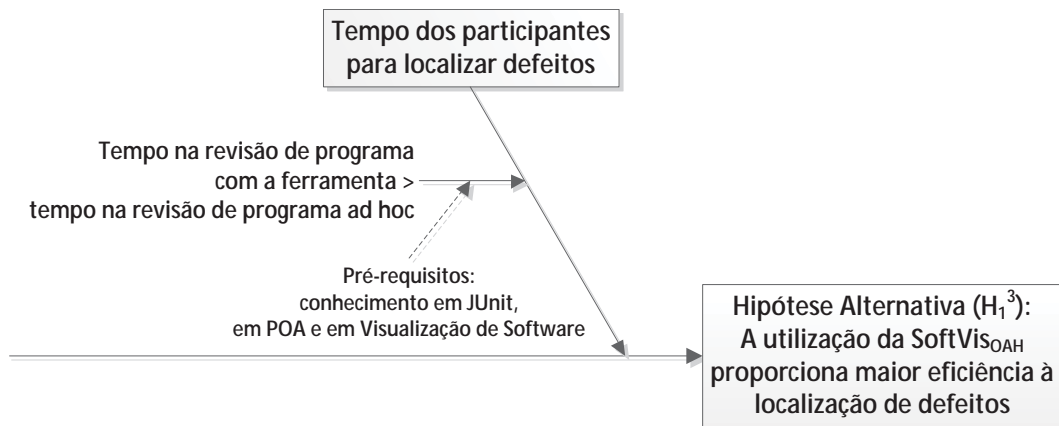 Tempo dos participantes
para localizar defeitos
Tempo na revisão de programa
com a ferramenta >
tempo na revisão de programa ad hoc
Pré-requisitos:
conhecimento em JUnit,
em POA e em Visualização de Software
Hipótese Alternativa (H₁³):
A utilização da SoftVisOAH
proporciona maior eficiência à
localização de defeitos